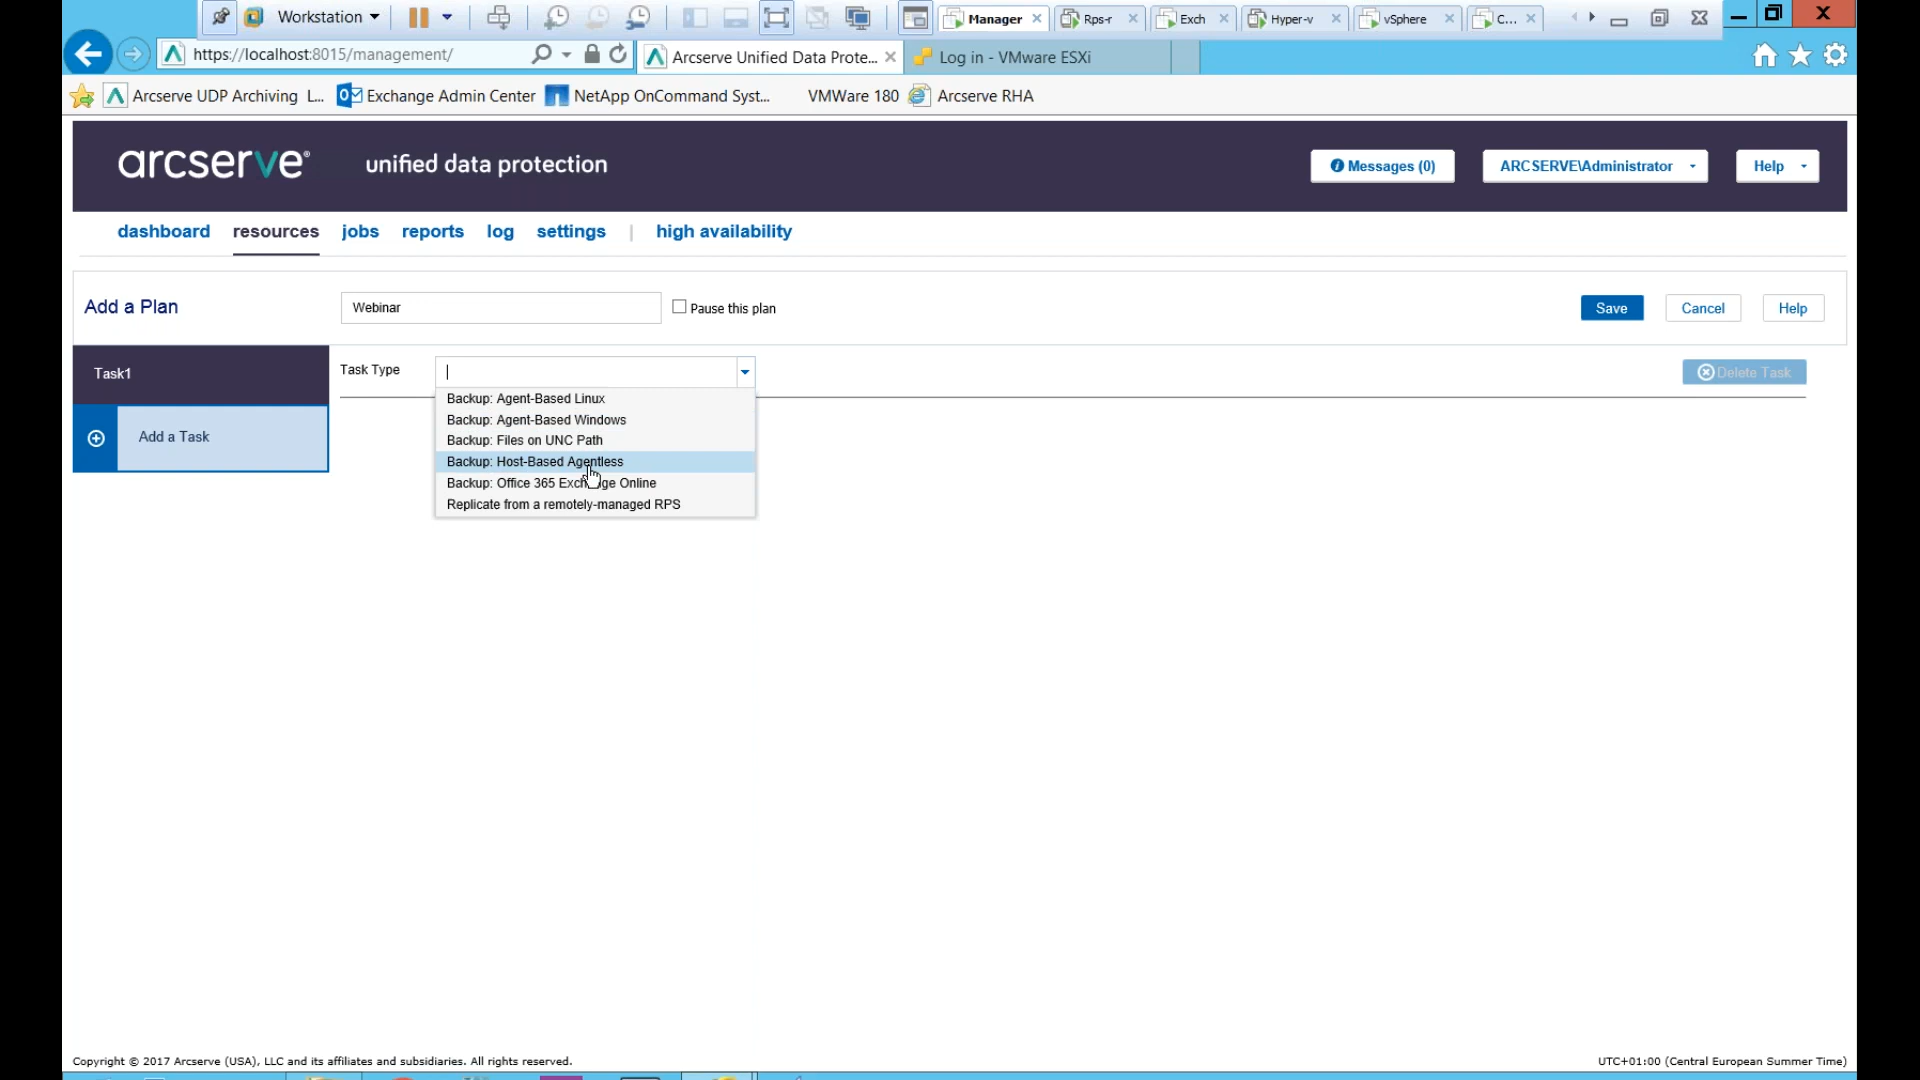 Workstation
Manager
Rps-r
Exch
Hyper-v
vSphere
C...
https://localhost:8015/management/
Arcserve Unified Data Prote...
Log in - VMware ESXi
Arcserve UDP Archiving L...
Exchange Admin Center
NetApp OnCommand Syst...
VMWare 180
Arcserve RHA
arcserve®
unified data protection
Messages (0)
ARCSERVE\Administrator
Help
dashboard
resources
jobs
reports
log
settings
high availability
Add a Plan
Webinar
Pause this plan
Save
Cancel
Help
Task1
Task Type
Delete Task
Add a Task
Backup: Agent-Based Linux
Backup: Agent-Based Windows
Backup: Files on UNC Path
Backup: Host-Based Agentless
Backup: Office 365 Exchange Online
Replicate from a remotely-managed RPS
Copyright © 2017 Arcserve (USA), LLC and its affiliates and subsidiaries. All rights reserved.
UTC+01:00 (Central European Summer Time)